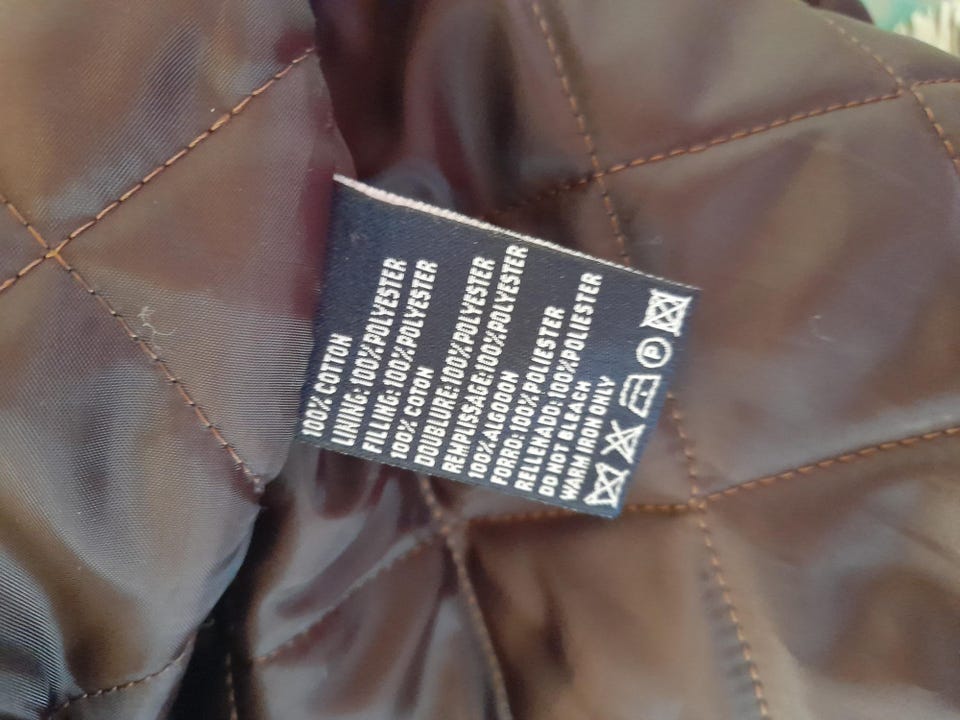 100% COTTON
LINING: 100%POLYESTER
FILLING: 100%POLYESTER
100% COTON
DOUBLURE:100%POLYESTER
REMPLISSAGE:100%POLYESTER
100%ALGODON
FORRO: 100%POLIESTER
RELLENADO: 100%POLIESTER
DO NOT BLEACH
WARM IRON ONLY
P